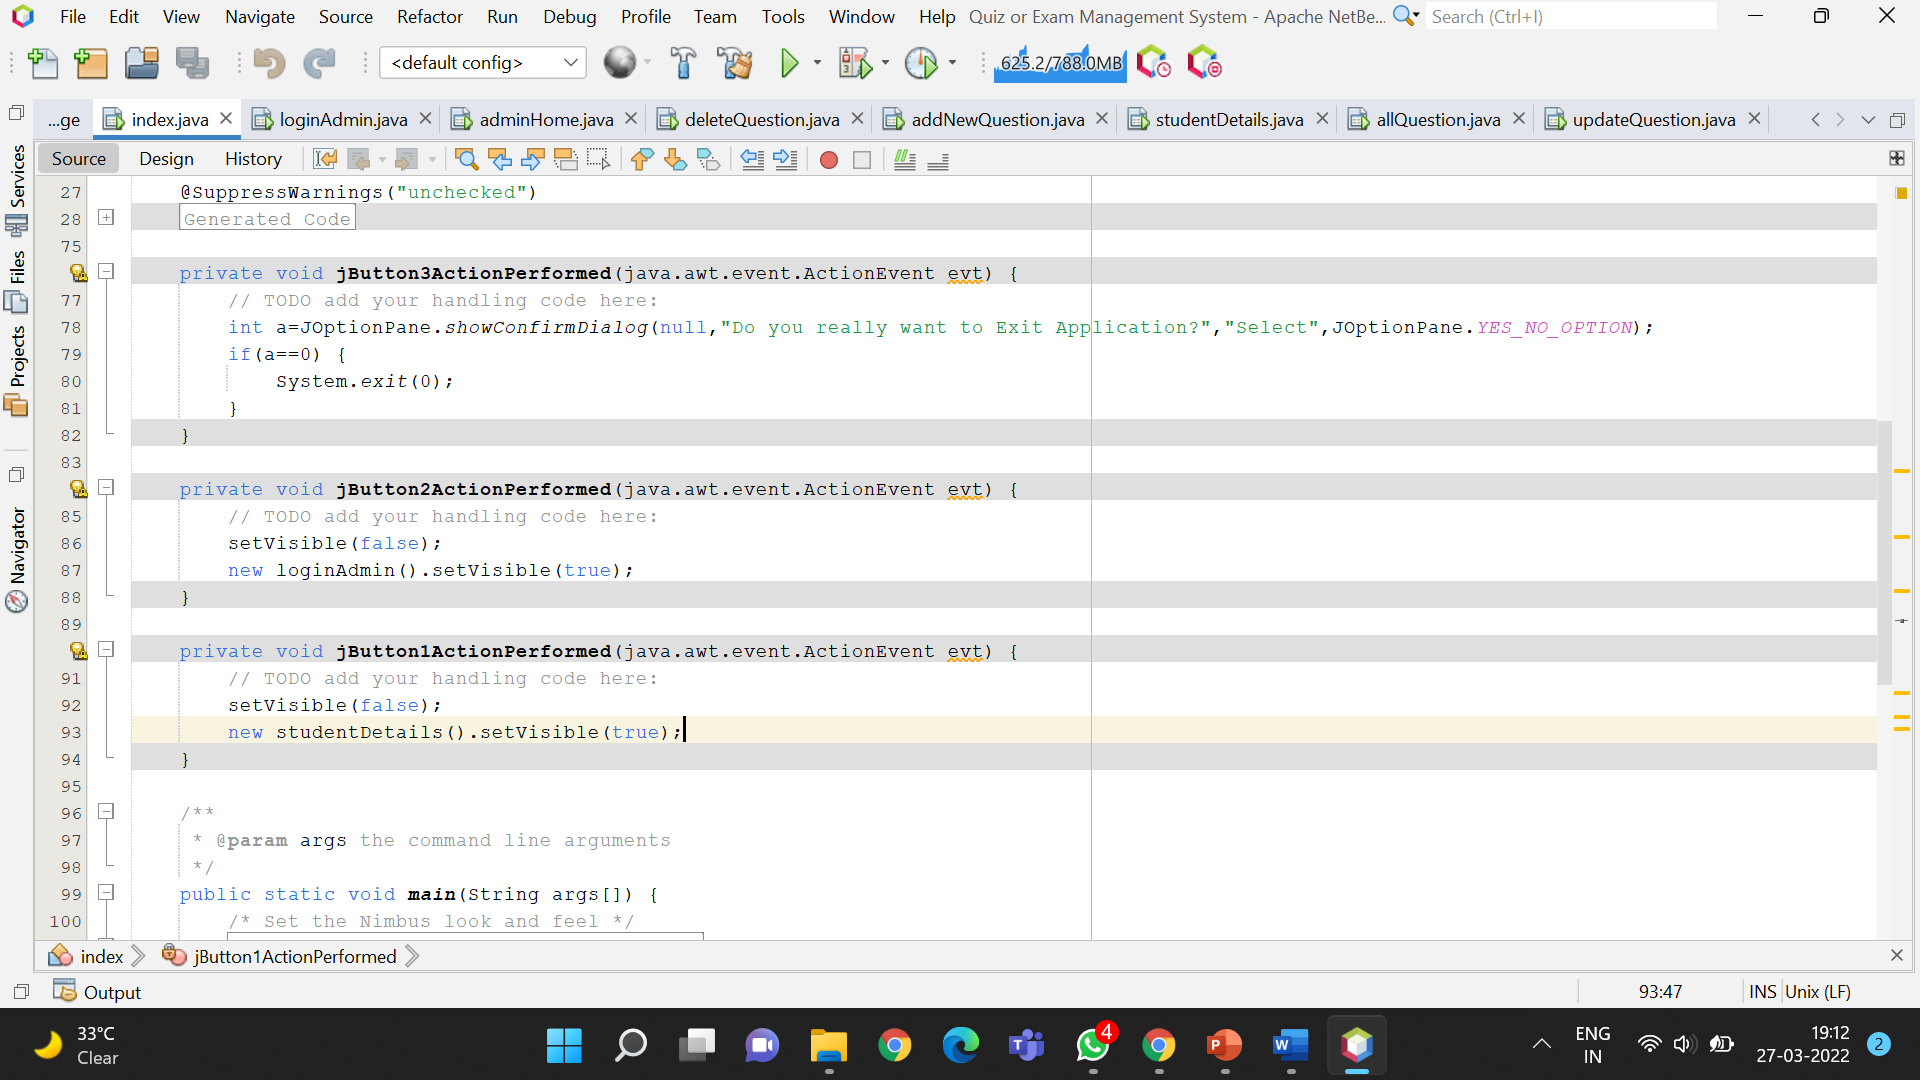 File Edit View Navigate Source Refactor Run Debug Profile Team Tools Window Help Quiz or Exam Management System - Apache NetBe... Search (Ctrl+I)
<default config> 625.2/788.0MB
...ge index.java loginAdmin.java adminHome.java deleteQuestion.java addNewQuestion.java studentDetails.java allQuestion.java updateQuestion.java
Source Design History
Services
Files
Projects
Navigator
27 @SuppressWarnings("unchecked")
28 Generated Code
75
private void jButton3ActionPerformed(java.awt.event.ActionEvent evt) {
77 // TODO add your handling code here:
78 int a=JOptionPane.showConfirmDialog(null,"Do you really want to Exit Application?","Select",JOptionPane.YES_NO_OPTION);
79 if(a==0) {
80 System.exit(0);
81 }
82 }
83
private void jButton2ActionPerformed(java.awt.event.ActionEvent evt) {
85 // TODO add your handling code here:
86 setVisible(false);
87 new loginAdmin().setVisible(true);
88 }
89
private void jButton1ActionPerformed(java.awt.event.ActionEvent evt) {
91 // TODO add your handling code here:
92 setVisible(false);
93 new studentDetails().setVisible(true);
94 }
95
96 /**
97 * @param args the command line arguments
98 */
99 public static void main(String args[]) {
100 /* Set the Nimbus look and feel */
index jButton1ActionPerformed
Output 93:47 INS Unix (LF)
33°C
Clear
4
ENG
IN
19:12
27-03-2022
2